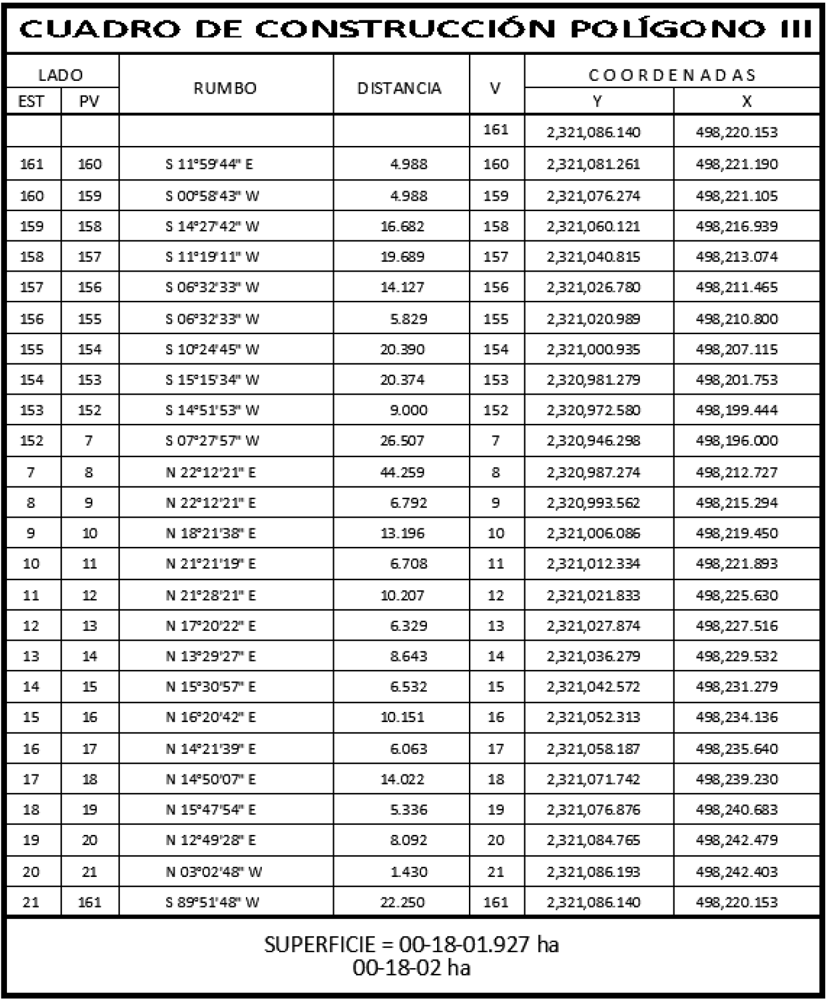 CUADRO DE CONSTRUCCIÓN POLÍGONO III
LADO RUMBO DISTANCIA V COORDENADAS
EST PV Y X
161 2,321,086.140 498,220.153
161 160 S 11°59'44" E 4.988 160 2,321,081.261 498,221.190
160 159 S 00°58'43" W 4.988 159 2,321,076.274 498,221.105
159 158 S 14°27'42" W 16.682 158 2,321,060.121 498,216.939
158 157 S 11°19'11" W 19.689 157 2,321,040.815 498,213.074
157 156 S 06°32'33" W 14.127 156 2,321,026.780 498,211.465
156 155 S 06°32'33" W 5.829 155 2,321,020.989 498,210.800
155 154 S 10°24'45" W 20.390 154 2,321,000.935 498,207.115
154 153 S 15°15'34" W 20.374 153 2,320,981.279 498,201.753
153 152 S 14°51'53" W 9.000 152 2,320,972.580 498,199.444
152 7 S 07°27'57" W 26.507 7 2,320,946.298 498,196.000
7 8 N 22°12'21" E 44.259 8 2,320,987.274 498,212.727
8 9 N 22°12'21" E 6.792 9 2,320,993.562 498,215.294
9 10 N 18°21'38" E 13.196 10 2,321,006.086 498,219.450
10 11 N 21°21'19" E 6.708 11 2,321,012.334 498,221.893
11 12 N 21°28'21" E 10.207 12 2,321,021.833 498,225.630
12 13 N 17°20'22" E 6.329 13 2,321,027.874 498,227.516
13 14 N 13°29'27" E 8.643 14 2,321,036.279 498,229.532
14 15 N 15°30'57" E 6.532 15 2,321,042.572 498,231.279
15 16 N 16°20'42" E 10.151 16 2,321,052.313 498,234.136
16 17 N 14°21'39" E 6.063 17 2,321,058.187 498,235.640
17 18 N 14°50'07" E 14.022 18 2,321,071.742 498,239.230
18 19 N 15°47'54" E 5.336 19 2,321,076.876 498,240.683
19 20 N 12°49'28" E 8.092 20 2,321,084.765 498,242.479
20 21 N 03°02'48" W 1.430 21 2,321,086.193 498,242.403
21 161 S 89°51'48" W 22.250 161 2,321,086.140 498,220.153
SUPERFICIE = 00-18-01.927 ha
00-18-02 ha